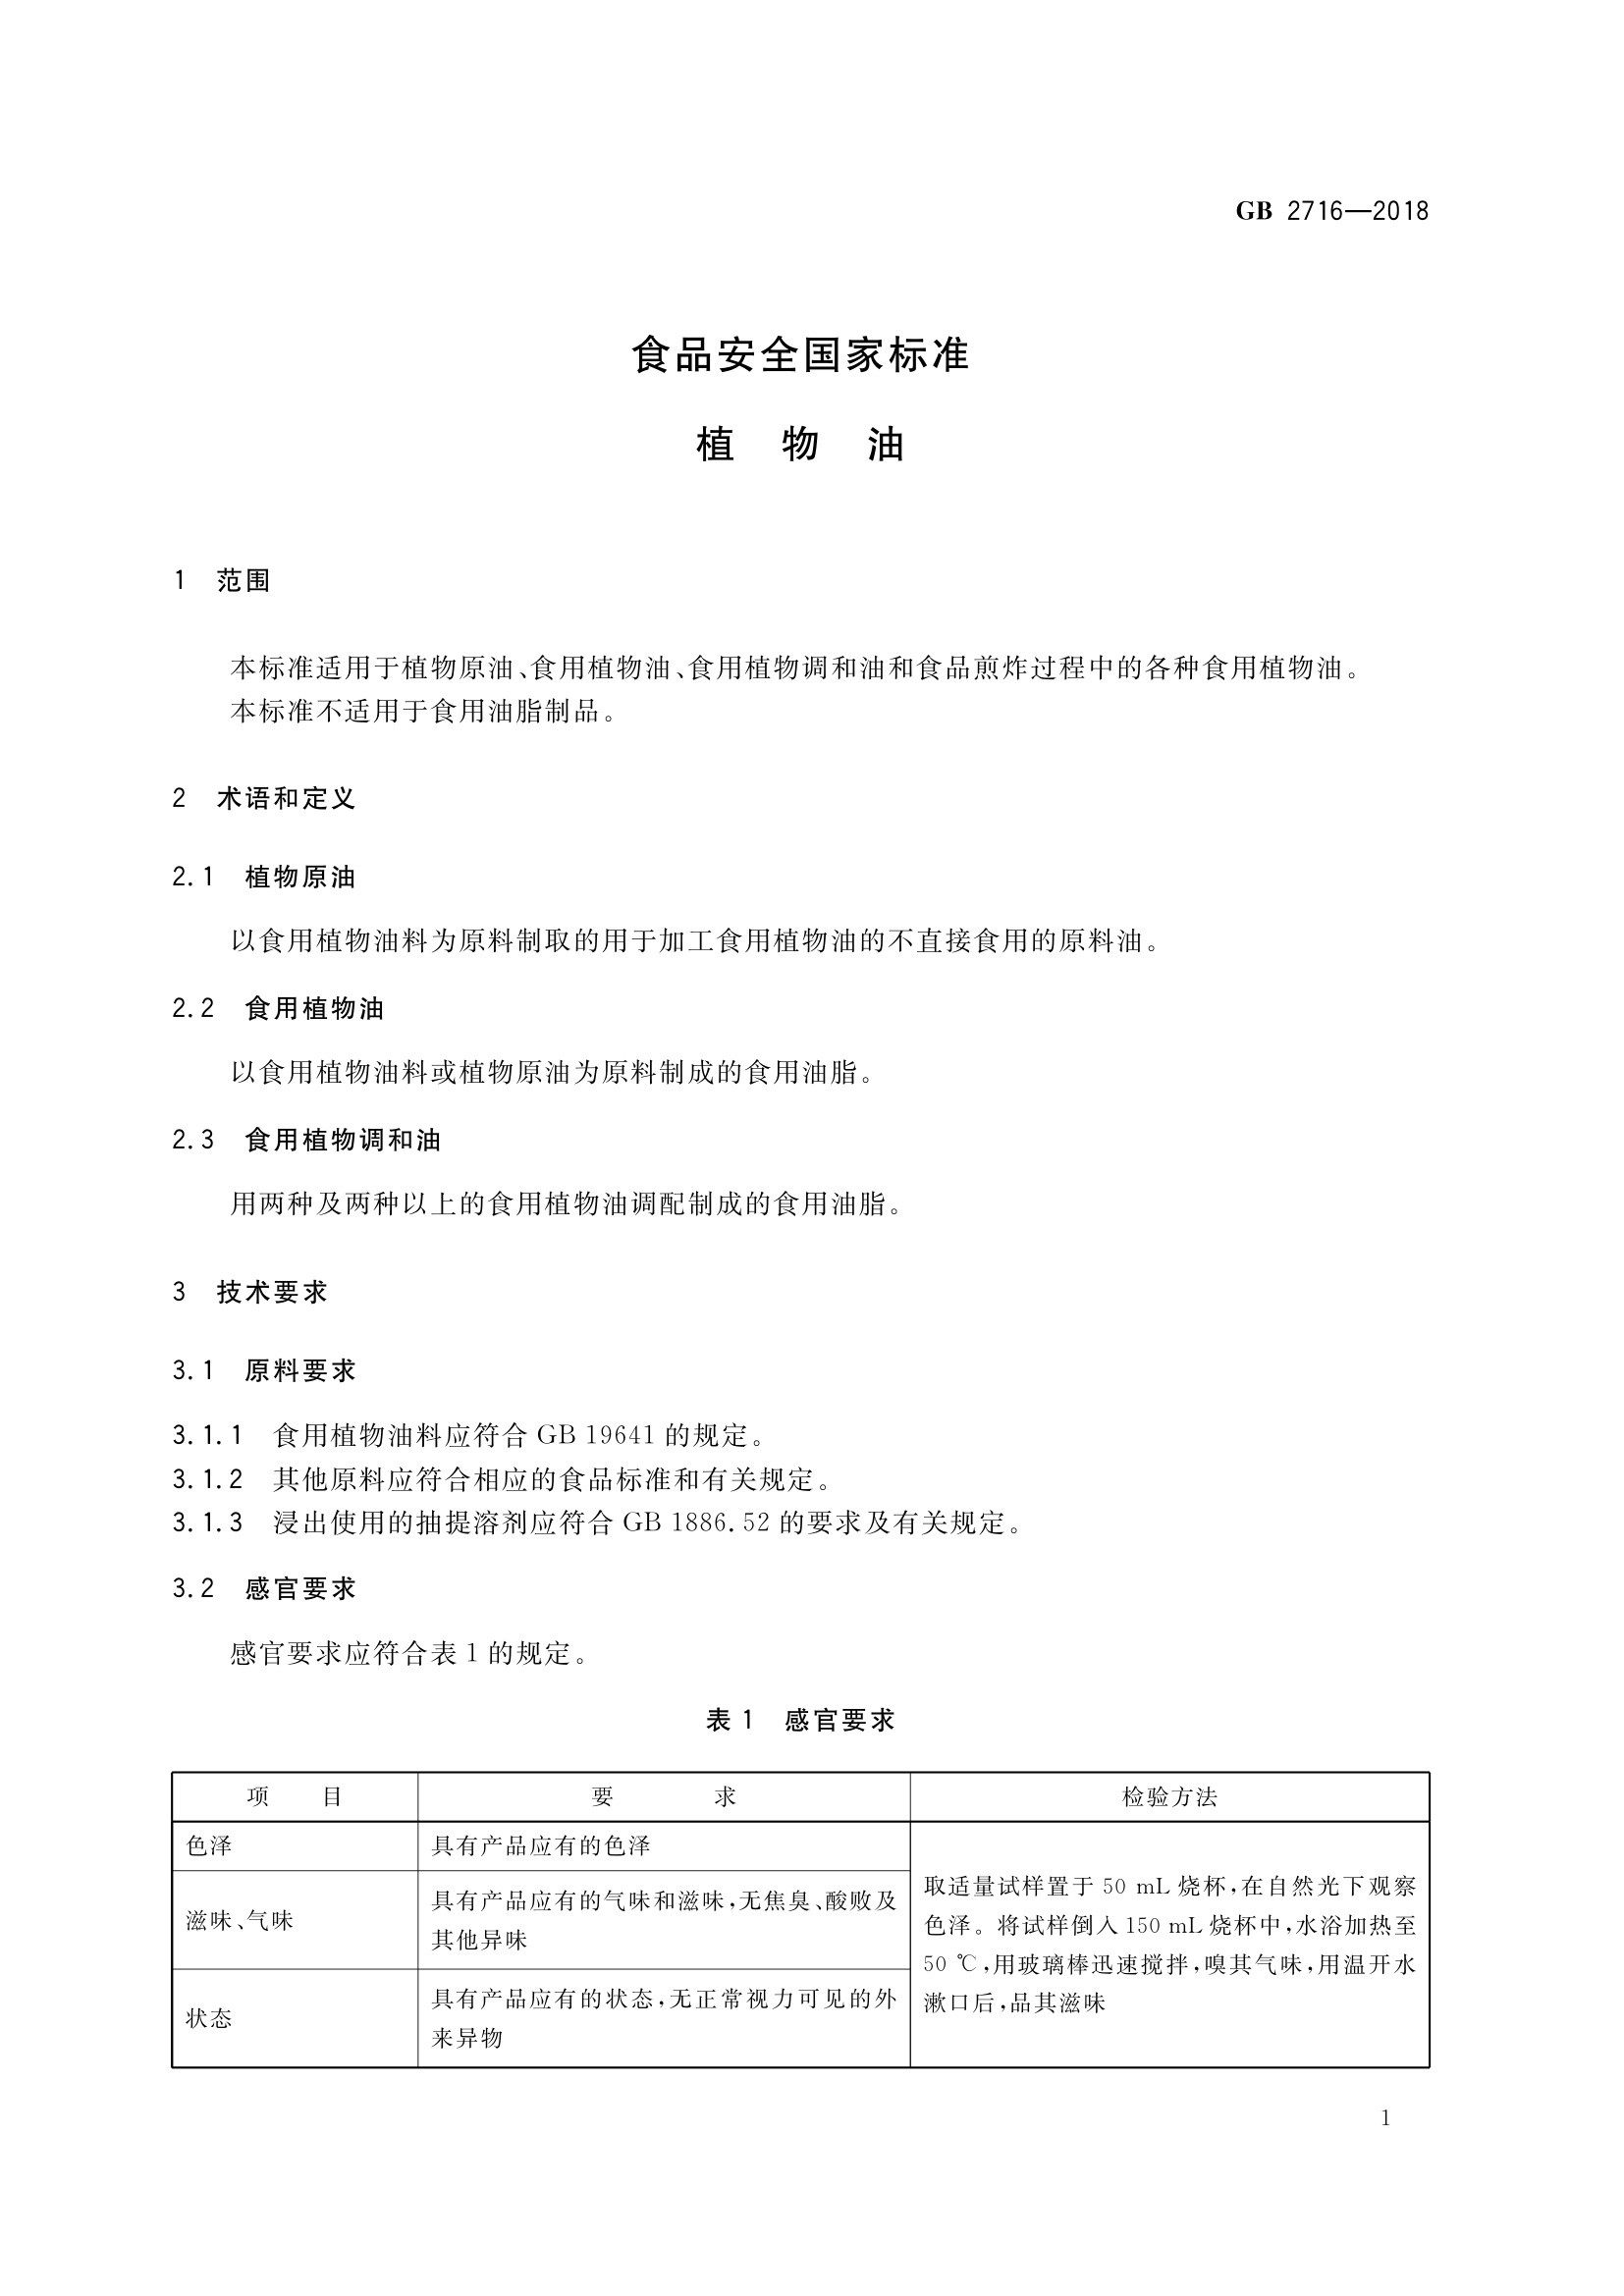 GB 2716—2018
食品安全国家标准
植 物 油
1 范围
本标准适用于植物原油、食用植物油、食用植物调和油和食品煎炸过程中的各种食用植物油。
本标准不适用于食用油脂制品。
2 术语和定义
2.1 植物原油
以食用植物油料为原料制取的用于加工食用植物油的不直接食用的原料油。
2.2 食用植物油
以食用植物油料或植物原油为原料制成的食用油脂。
2.3 食用植物调和油
用两种及两种以上的食用植物油调配制成的食用油脂。
3 技术要求
3.1 原料要求
3.1.1 食用植物油料应符合 GB 19641 的规定。
3.1.2 其他原料应符合相应的食品标准和有关规定。
3.1.3 浸出使用的抽提溶剂应符合 GB 1886.52 的要求及有关规定。
3.2 感官要求
感官要求应符合表 1 的规定。
表 1 感官要求
项 目 要 求 检验方法
色泽
具有产品应有的色泽
滋味、气味
具有产品应有的气味和滋味,无焦臭、酸败及
其他异味
状态
具有产品应有的状态,无正常视力可见的外
来异物
取适量试样置于 50 mL 烧杯,在自然光下观察
色泽。将试样倒入 150 mL 烧杯中,水浴加热至
50 ℃,用玻璃棒迅速搅拌,嗅其气味,用温开水
漱口后,品其滋味
1